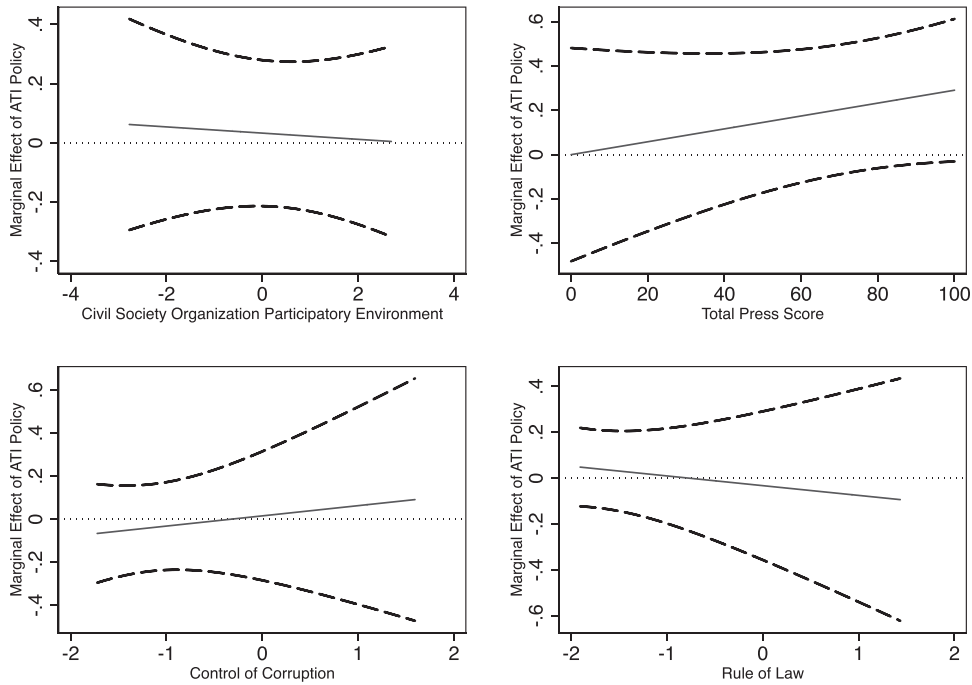 Marginal Effect of ATI Policy
.4
.2
0
-.2
-.4
-4 -2 0 2 4
Civil Society Organization Participatory Environment
Marginal Effect of ATI Policy
.6
.4
.2
0
-.2
-.4
0 20 40 60 80 100
Total Press Score
Marginal Effect of ATI Policy
.6
.4
.2
0
-.2
-.4
-2 -1 0 1 2
Control of Corruption
Marginal Effect of ATI Policy
.4
.2
0
-.2
-.4
-.6
-2 -1 0 1 2
Rule of Law